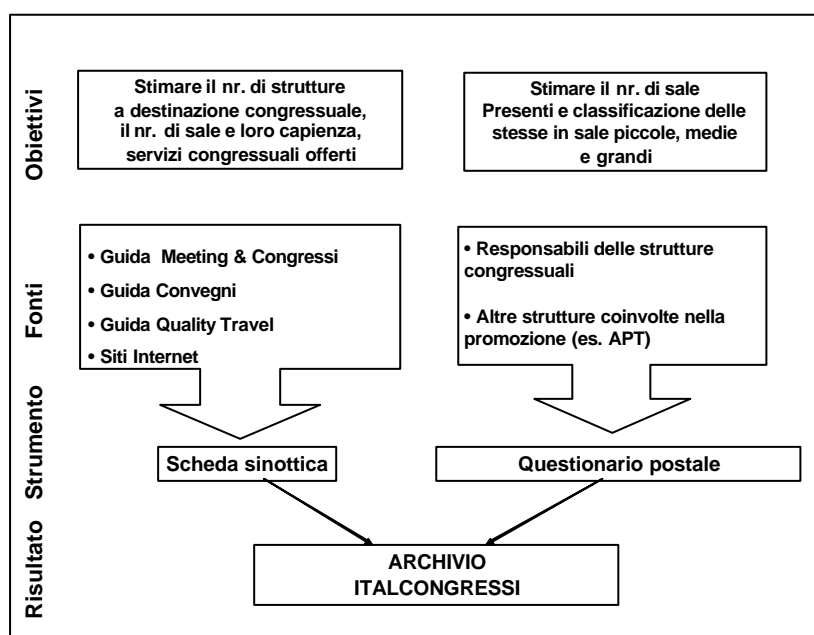 Obiettivi
Stimare il nr. di strutture
a destinazione congressuale,
il nr. di sale e loro capienza,
servizi congressuali offerti
Stimare il nr. di sale
Presenti e classificazione delle
stesse in sale piccole, medie
e grandi
Fonti
• Guida Meeting & Congressi
• Guida Convegni
• Guida Quality Travel
• Siti Internet
• Responsabili delle strutture
congressuali
• Altre strutture coinvolte nella
promozione (es. APT)
Strumento
Scheda sinottica
Questionario postale
Risultato
ARCHIVIO
ITALCONGRESSI